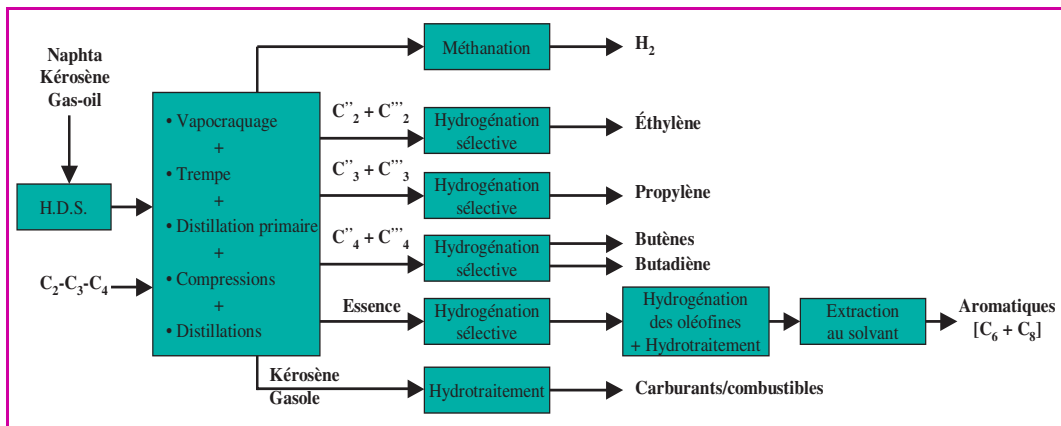 Naphta
Kérosène
Gas-oil
H.D.S.
C2-C3-C4
• Vapocraquage
+
• Trempe
+
• Distillation primaire
+
• Compressions
+
• Distillations
Méthanation
H2
C’’2 + C’’’2
Hydrogénation
sélective
Éthylène
C’’3 + C’’’3
Hydrogénation
sélective
Propylène
C’’4 + C’’’4
Hydrogénation
sélective
Butènes
Butadiène
Essence
Hydrogénation
sélective
Hydrogénation
des oléofines
+ Hydrotraitement
Extraction
au solvant
Aromatiques
[C6 + C8]
Kérosène
Gasole
Hydrotraitement
Carburants/combustibles